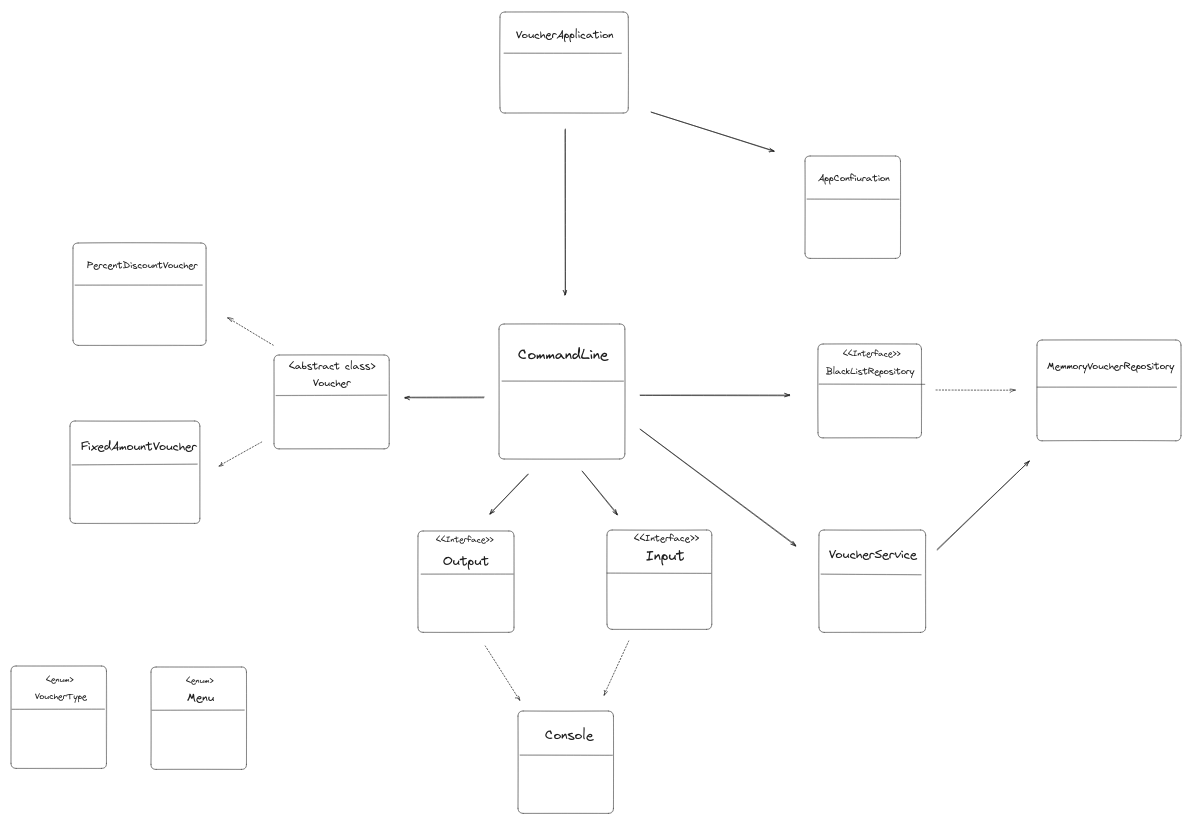 VoucherApplication
AppConfiuration
PercentDiscountVoucher
<abstract class>
Voucher
FixedAmountVoucher
CommandLine
<<Interface>>
BlackListRepository
MemmoryVoucherRepository
<<Interface>>
Output
<<Interface>>
Input
VoucherService
<enum>
VoucherType
<enum>
Menu
Console